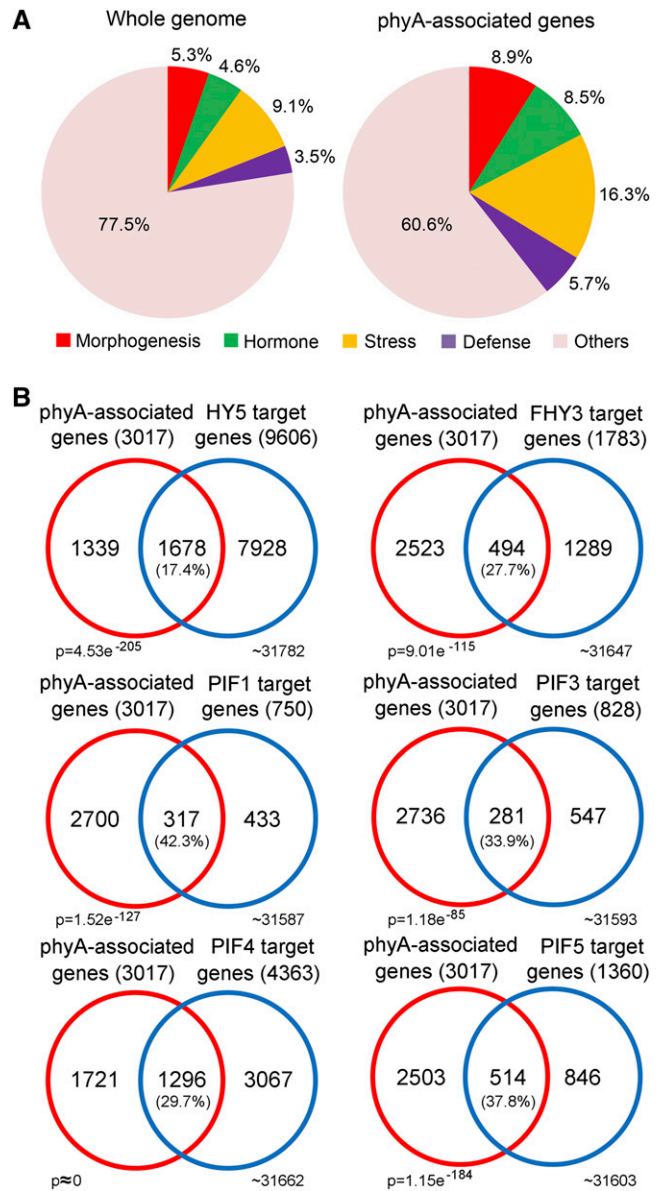 A
Whole genome
5.3%
4.6%
9.1%
3.5%
77.5%
phyA-associated genes
8.9%
8.5%
16.3%
5.7%
60.6%
Morphogenesis Hormone Stress Defense Others
B
phyA-associated genes (3017)
HY5 target genes (9606)
1339 1678 7928
(17.4%)
p=4.53e-205
~31782
phyA-associated genes (3017)
FHY3 target genes (1783)
2523 494 1289
(27.7%)
p=9.01e-115
~31647
phyA-associated genes (3017)
PIF1 target genes (750)
2700 317 433
(42.3%)
p=1.52e-127
~31587
phyA-associated genes (3017)
PIF3 target genes (828)
2736 281 547
(33.9%)
p=1.18e-85
~31593
phyA-associated genes (3017)
PIF4 target genes (4363)
1721 1296 3067
(29.7%)
p≈0
~31662
phyA-associated genes (3017)
PIF5 target genes (1360)
2503 514 846
(37.8%)
p=1.15e-184
~31603